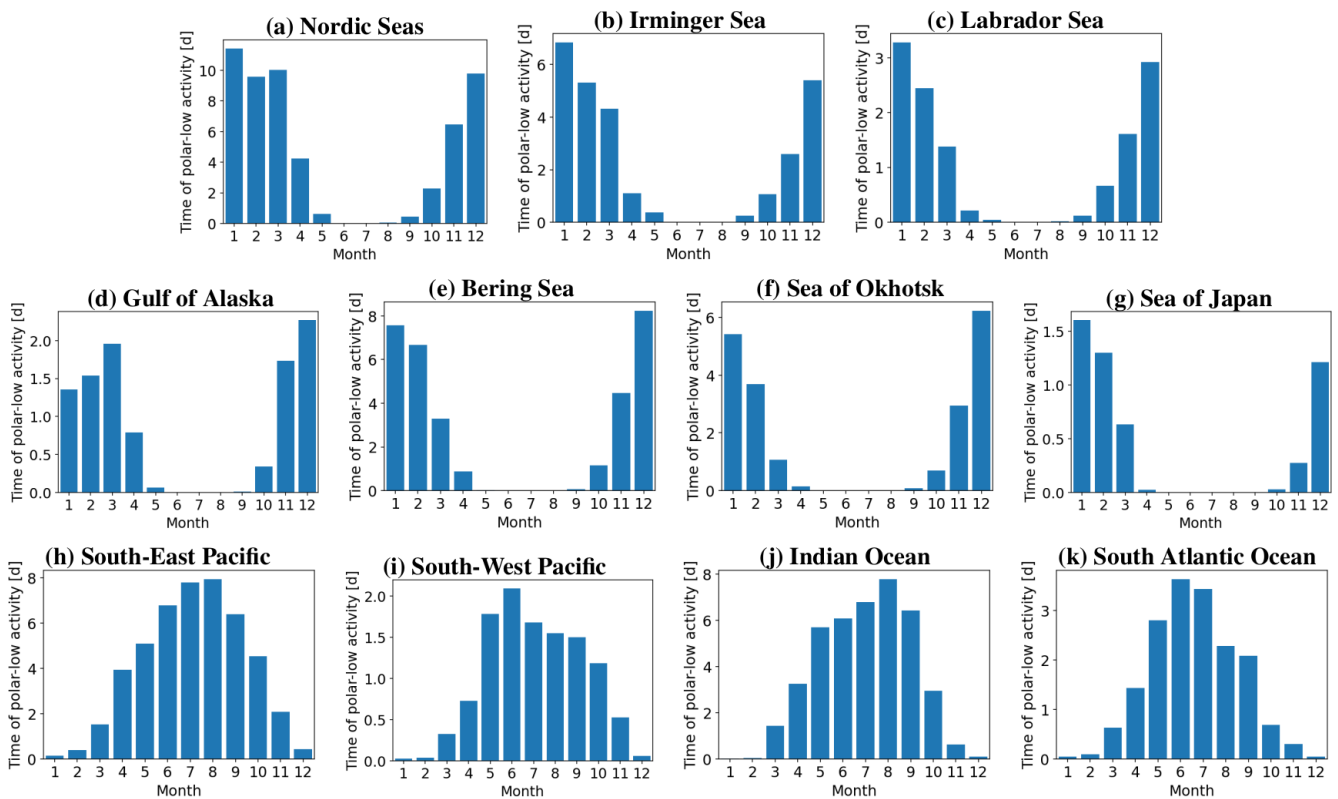 (a) Nordic Seas
Time of polar-low activity [d]
10
8
6
4
2
0
1 2 3 4 5 6 7 8 9 10 11 12
Month
(b) Irminger Sea
Time of polar-low activity [d]
6
4
2
0
1 2 3 4 5 6 7 8 9 10 11 12
Month
(c) Labrador Sea
Time of polar-low activity [d]
3
2
1
0
1 2 3 4 5 6 7 8 9 10 11 12
Month
(d) Gulf of Alaska
Time of polar-low activity [d]
2.0
1.5
1.0
0.5
0.0
1 2 3 4 5 6 7 8 9 10 11 12
Month
(e) Bering Sea
Time of polar-low activity [d]
8
6
4
2
0
1 2 3 4 5 6 7 8 9 10 11 12
Month
(f) Sea of Okhotsk
Time of polar-low activity [d]
6
4
2
0
1 2 3 4 5 6 7 8 9 10 11 12
Month
(g) Sea of Japan
Time of polar-low activity [d]
1.5
1.0
0.5
0.0
1 2 3 4 5 6 7 8 9 10 11 12
Month
(h) South-East Pacific
Time of polar-low activity [d]
8
6
4
2
0
1 2 3 4 5 6 7 8 9 10 11 12
Month
(i) South-West Pacific
Time of polar-low activity [d]
2.0
1.5
1.0
0.5
0.0
1 2 3 4 5 6 7 8 9 10 11 12
Month
(j) Indian Ocean
Time of polar-low activity [d]
8
6
4
2
0
1 2 3 4 5 6 7 8 9 10 11 12
Month
(k) South Atlantic Ocean
Time of polar-low activity [d]
3
2
1
0
1 2 3 4 5 6 7 8 9 10 11 12
Month